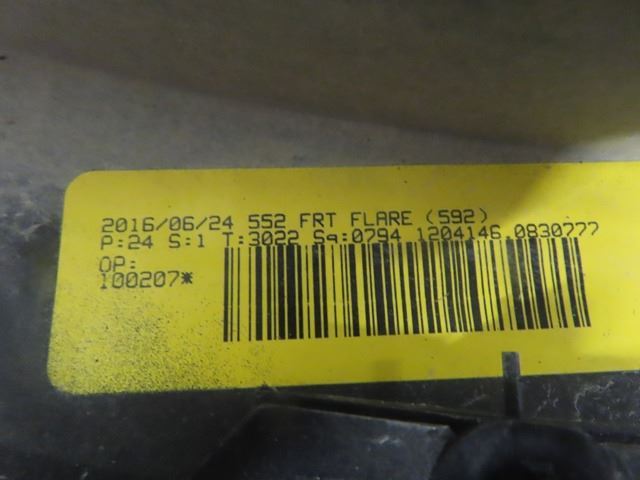 2016/06/24 552 FRT FLARE (592)
P:24 S:1 T:3022 Sq:0794 1204146.0830777
OP:
100207*